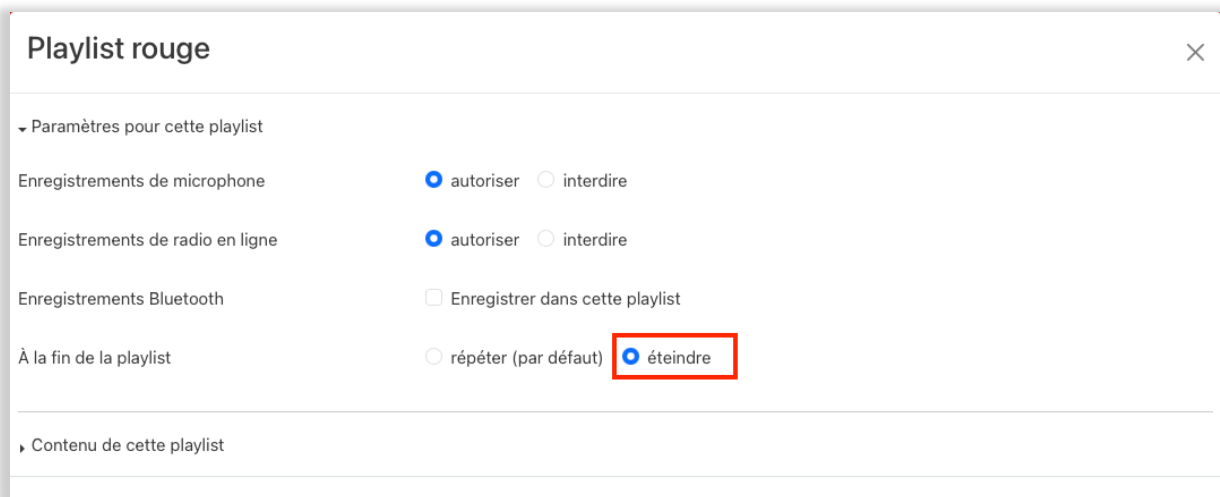 Playlist rouge
Paramètres pour cette playlist
Enregistrements de microphone autoriser interdire
Enregistrements de radio en ligne autoriser interdire
Enregistrements Bluetooth Enregistrer dans cette playlist
À la fin de la playlist répéter (par défaut) éteindre
Contenu de cette playlist